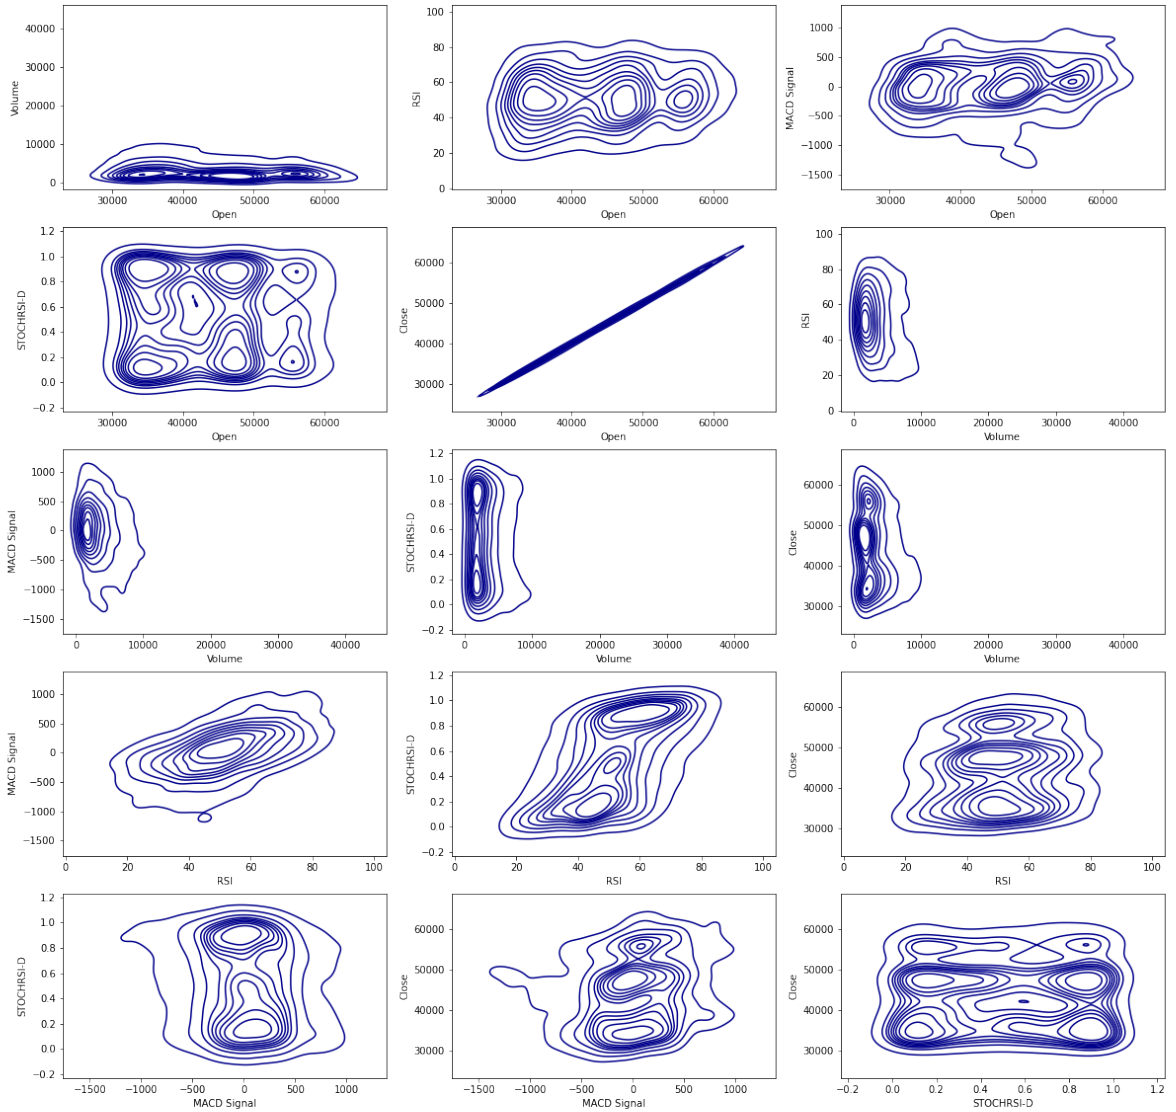 40000
30000
20000
10000
0
Volume
30000 40000 50000 60000
Open
100
80
60
40
20
0
RSI
30000 40000 50000 60000
Open
1000
500
0
−500
−1000
−1500
MACD Signal
30000 40000 50000 60000
Open
1.2
1.0
0.8
0.6
0.4
0.2
0.0
−0.2
STOCHRSI-D
30000 40000 50000 60000
Open
60000
50000
40000
30000
Close
30000 40000 50000 60000
Open
100
80
60
40
20
0
RSI
0 10000 20000 30000 40000
Volume
1000
500
0
−500
−1000
−1500
MACD Signal
0 10000 20000 30000 40000
Volume
1.2
1.0
0.8
0.6
0.4
0.2
0.0
−0.2
STOCHRSI-D
0 10000 20000 30000 40000
Volume
60000
50000
40000
30000
Close
0 10000 20000 30000 40000
Volume
1000
500
0
−500
−1000
−1500
MACD Signal
0 20 40 60 80 100
RSI
1.2
1.0
0.8
0.6
0.4
0.2
0.0
−0.2
STOCHRSI-D
0 20 40 60 80 100
RSI
60000
50000
40000
30000
Close
0 20 40 60 80 100
RSI
1.2
1.0
0.8
0.6
0.4
0.2
0.0
−0.2
STOCHRSI-D
−1500 −1000 −500 0 500 1000
MACD Signal
60000
50000
40000
30000
Close
−1500 −1000 −500 0 500 1000
MACD Signal
60000
50000
40000
30000
Close
−0.2 0.0 0.2 0.4 0.6 0.8 1.0 1.2
STOCHRSI-D